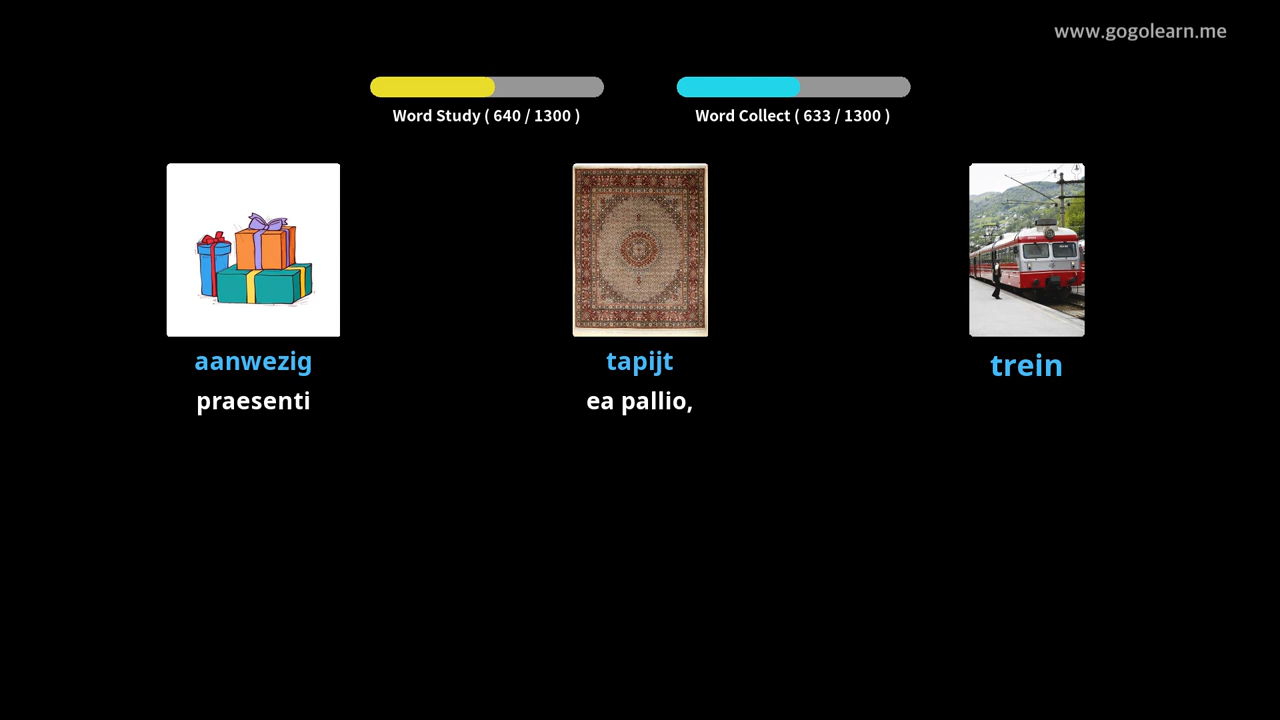 www.gogolearn.me
Word Study ( 640 / 1300 )
Word Collect ( 633 / 1300 )
aanwezig
praesenti
tapijt
ea pallio,
trein